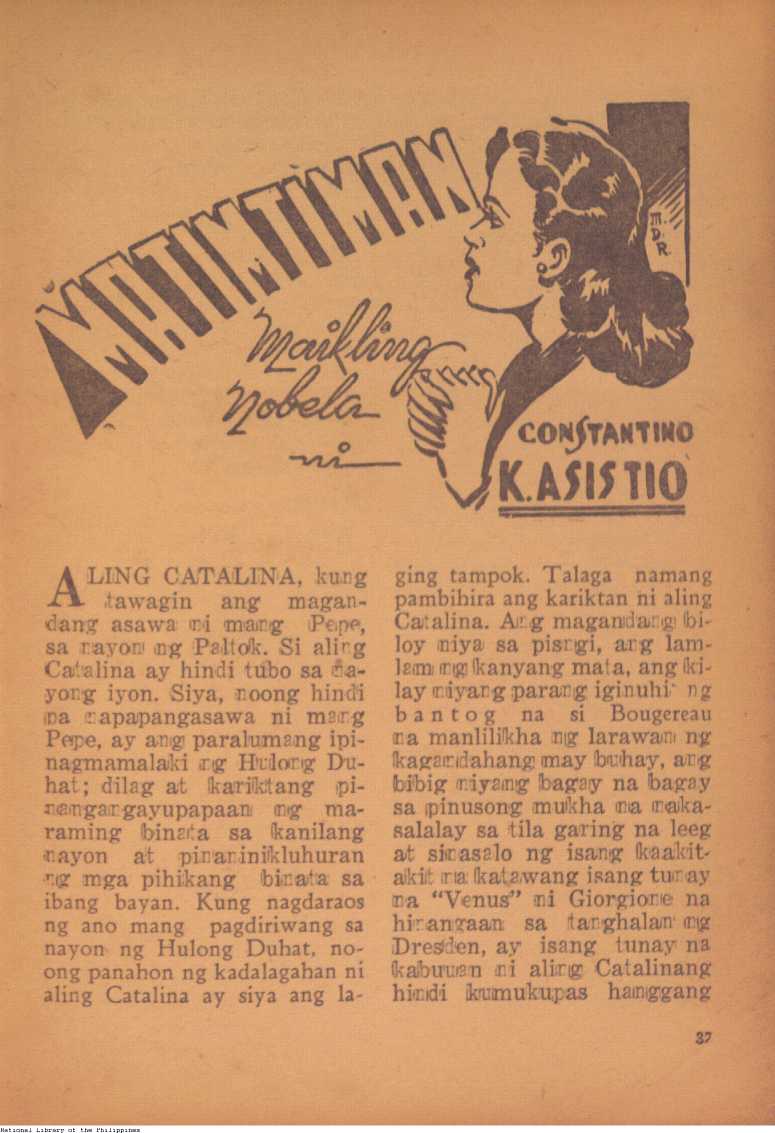 MATIMTIMAN
Maikling
Nobela
ni
CONSTANTINO
K. ASISTIO
M.
D.
R.
ALING CATALINA, kung
tawagin ang magan-
dang asawa ni mang Pepe,
sa nayon ng Paltok. Si aling
Catalina ay hindi tubo sa na-
yong iyon. Siya, noong hindi
pa napapangasawa ni mang
Pepe, ay ang paralumang ipi-
nagmamalaki ng Hulong Du-
hat; dilag at kariktang pi-
nangangayupapaan ng ma-
raming binata sa kanilang
nayon at pinaninikluhuran
ng mga pihikang binata sa
ibang bayan. Kung nagdaraos
ng ano mang pagdiriwang sa
nayon ng Hulong Duhat, no-
ong panahon ng kadalagahan ni
aling Catalina ay siya ang la-
ging tampok. Talaga namang
pambihira ang kariktan ni aling
Catalina. Ang magandang bi-
loy niya sa pisngi, ang lam-
lam ng kanyang mata, ang ki-
lay niyang parang iginuhit ng
bantog na si Bougereau
na manlilikha ng larawan ng
kagandahang may buhay, ang
bibig niyang bagay na bagay
sa pinusong mukha na naka-
salalay sa tila garing na leeg
at sinasalo ng isang kaakit-
akit na katawang isang tunay
na "Venus" ni Giorgione na
hinangaan sa tanghalan ng
Dresden, ay isang tunay na
kabuuan ni aling Catalinang
hindi kumukupas hanggang
37
National Library of the Philippines